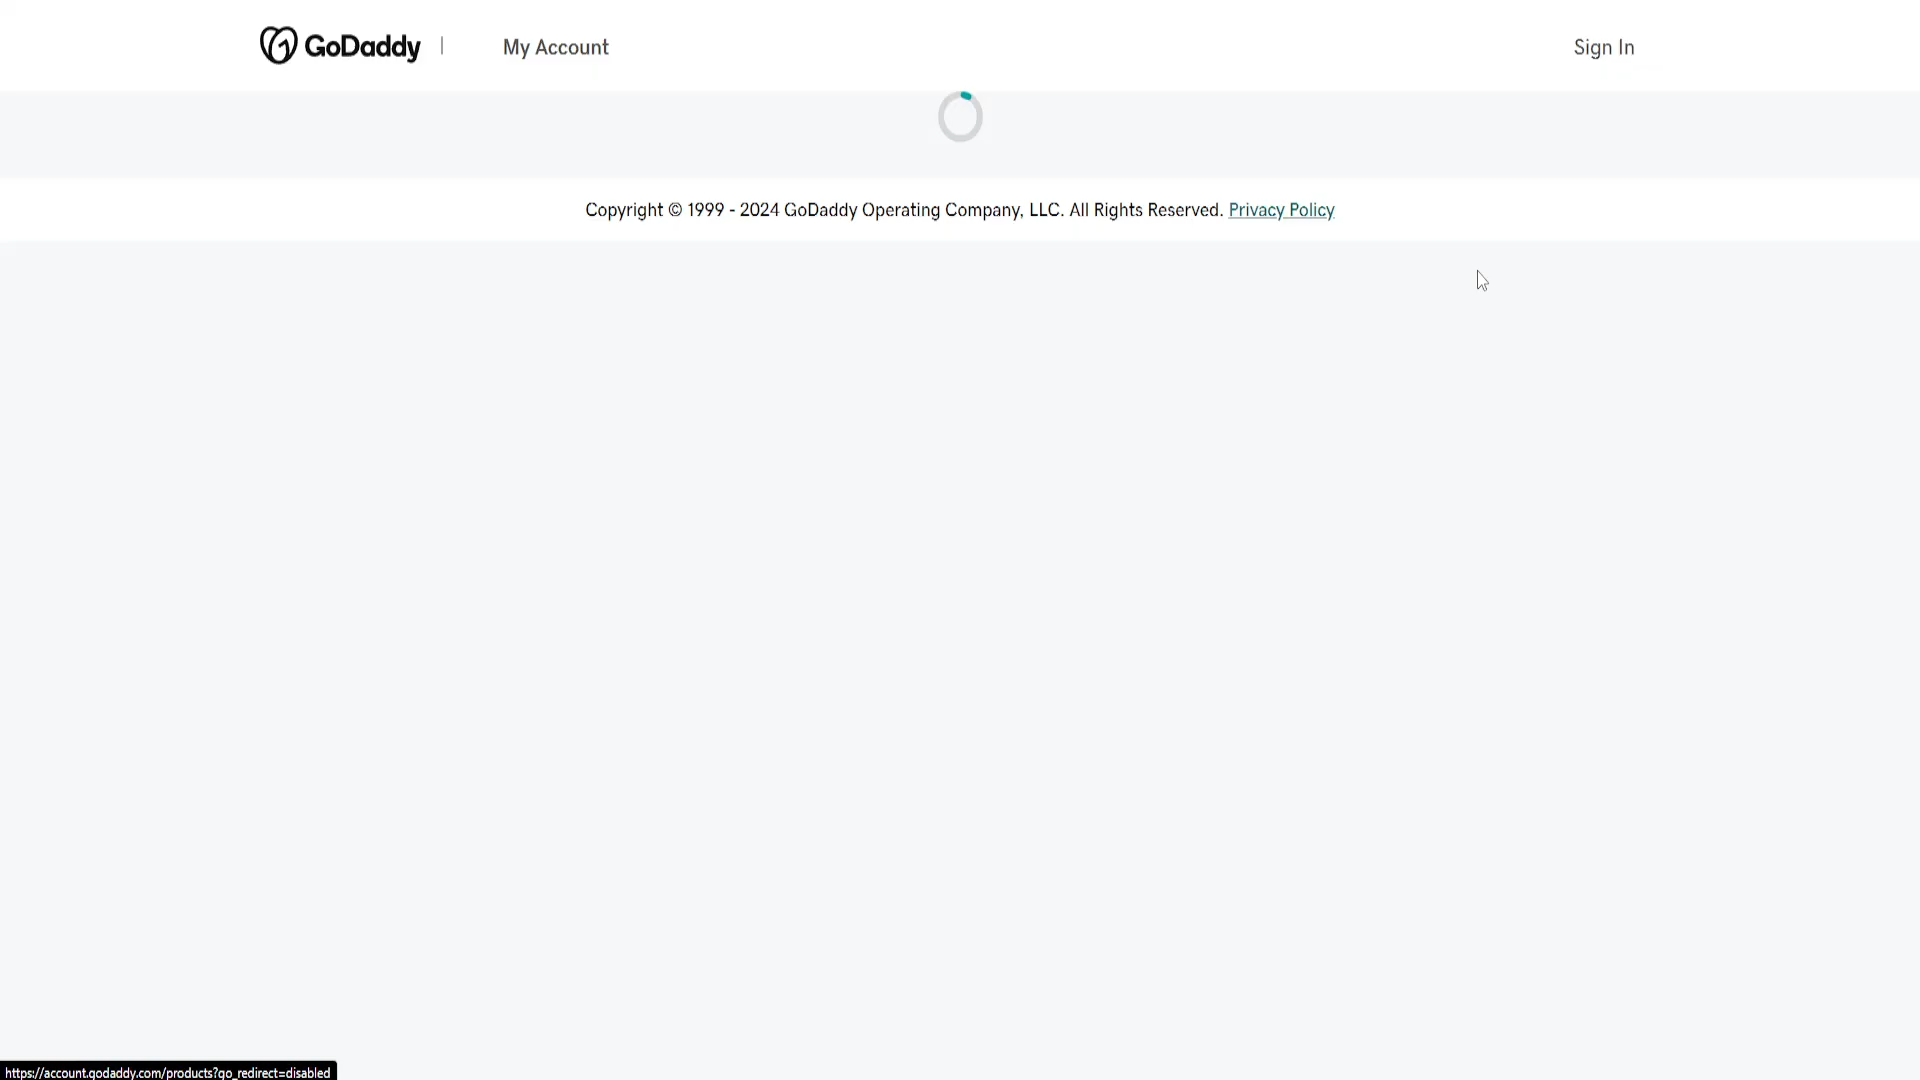 GoDaddy | My Account Sign In
Copyright © 1999 - 2024 GoDaddy Operating Company, LLC. All Rights Reserved. Privacy Policy
https://account.godaddy.com/products?go_redirect=disabled